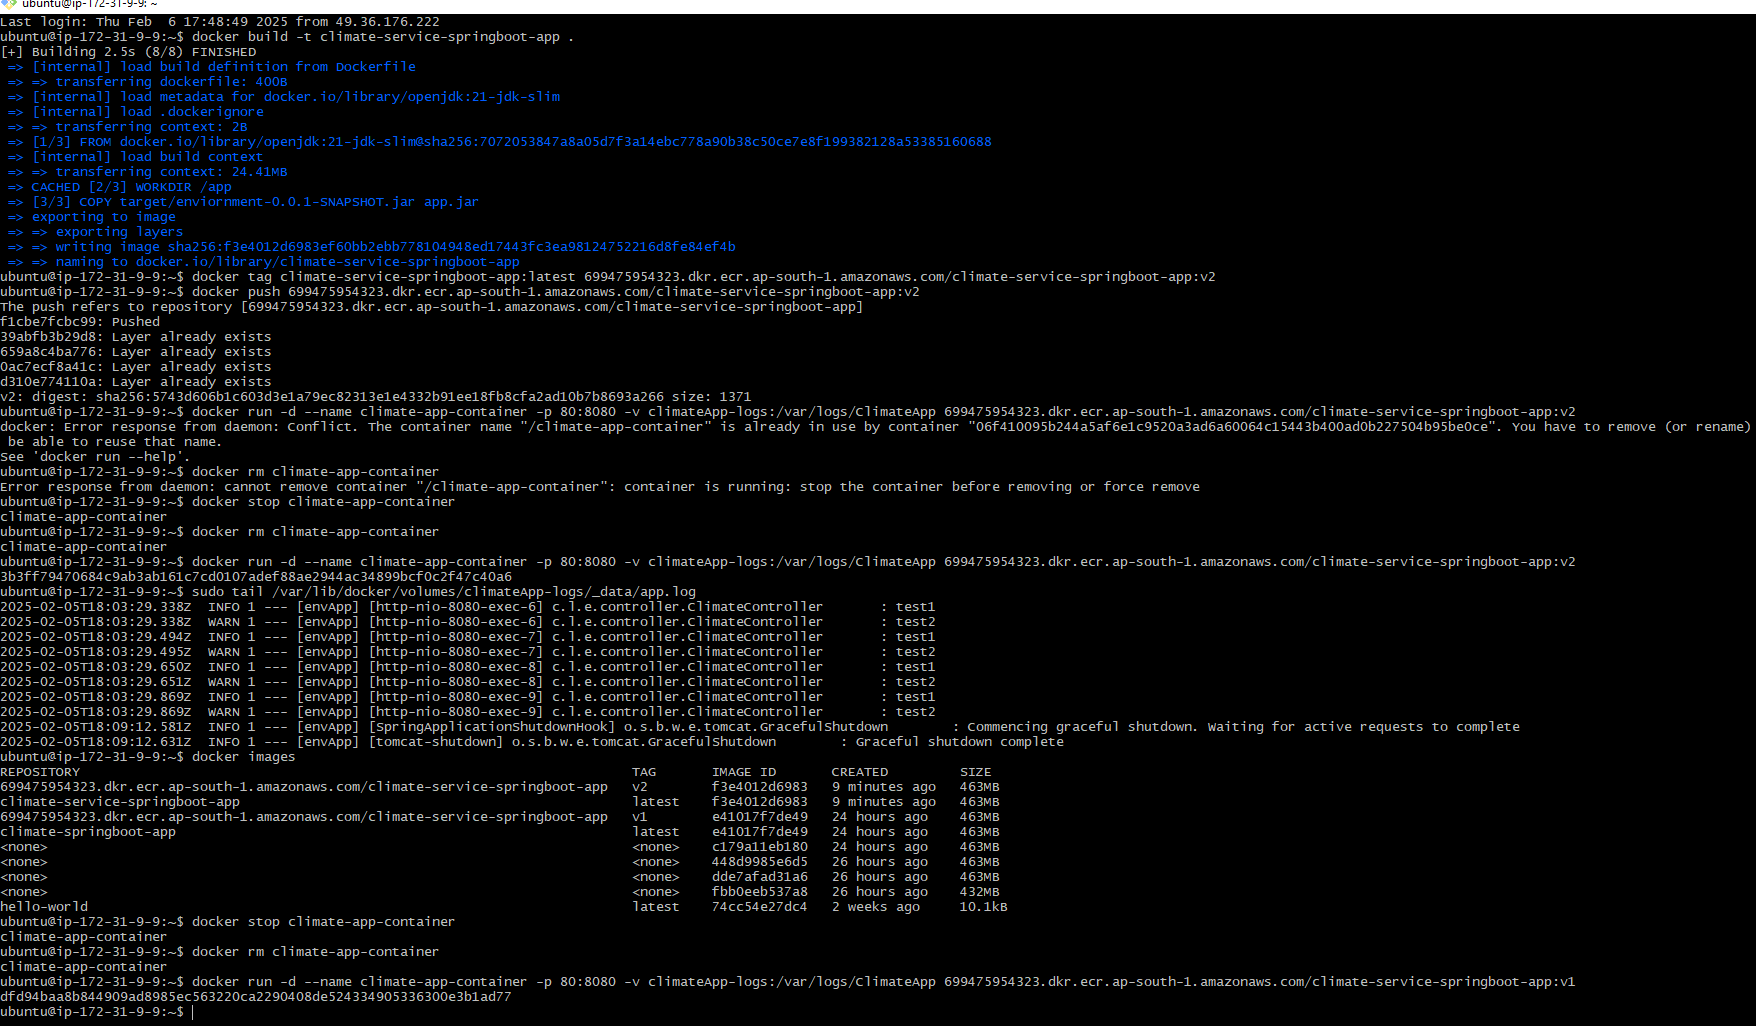 ubuntu@ip-172-31-9-9: ~
Last login: Thu Feb  6 17:48:49 2025 from 49.36.176.222
ubuntu@ip-172-31-9-9:~$ docker build -t climate-service-springboot-app .
[+] Building 2.5s (8/8) FINISHED
 => [internal] load build definition from Dockerfile
 => => transferring dockerfile: 400B
 => [internal] load metadata for docker.io/library/openjdk:21-jdk-slim
 => [internal] load .dockerignore
 => => transferring context: 2B
 => [1/3] FROM docker.io/library/openjdk:21-jdk-slim@sha256:7072053847a8a05d7f3a14ebc778a90b38c50ce7e8f199382128a53385160688
 => [internal] load build context
 => => transferring context: 24.41MB
 => CACHED [2/3] WORKDIR /app
 => [3/3] COPY target/enviornment-0.0.1-SNAPSHOT.jar app.jar
 => exporting to image
 => => exporting layers
 => => writing image sha256:f3e4012d6983ef60bb2ebb778104948ed17443fc3ea98124752216d8fe84ef4b
 => => naming to docker.io/library/climate-service-springboot-app
ubuntu@ip-172-31-9-9:~$ docker tag climate-service-springboot-app:latest 699475954323.dkr.ecr.ap-south-1.amazonaws.com/climate-service-springboot-app:v2
ubuntu@ip-172-31-9-9:~$ docker push 699475954323.dkr.ecr.ap-south-1.amazonaws.com/climate-service-springboot-app:v2
The push refers to repository [699475954323.dkr.ecr.ap-south-1.amazonaws.com/climate-service-springboot-app]
f1cbe7fcbc99: Pushed
39abfb3b29d8: Layer already exists
659a8c4ba776: Layer already exists
0ac7ecf8a41c: Layer already exists
d310e774110a: Layer already exists
v2: digest: sha256:5743d606b1c603d3e1a79ec82313e1e4332b91ee18fb8cfa2ad10b7b8693a266 size: 1371
ubuntu@ip-172-31-9-9:~$ docker run -d --name climate-app-container -p 80:8080 -v climateApp-logs:/var/logs/ClimateApp 699475954323.dkr.ecr.ap-south-1.amazonaws.com/climate-service-springboot-app:v2
docker: Error response from daemon: Conflict. The container name "/climate-app-container" is already in use by container "06f410095b244a5af6e1c9520a3ad6a60064c15443b400ad0b227504b95be0ce". You have to remove (or rename)
 be able to reuse that name.
See 'docker run --help'.
ubuntu@ip-172-31-9-9:~$ docker rm climate-app-container
Error response from daemon: cannot remove container "/climate-app-container": container is running: stop the container before removing or force remove
ubuntu@ip-172-31-9-9:~$ docker stop climate-app-container
climate-app-container
ubuntu@ip-172-31-9-9:~$ docker rm climate-app-container
climate-app-container
ubuntu@ip-172-31-9-9:~$ docker run -d --name climate-app-container -p 80:8080 -v climateApp-logs:/var/logs/ClimateApp 699475954323.dkr.ecr.ap-south-1.amazonaws.com/climate-service-springboot-app:v2
3b3ff79470684c9ab3ab161c7cd0107adef88ae2944ac34899bcf0c2f47c40a6
ubuntu@ip-172-31-9-9:~$ sudo tail /var/lib/docker/volumes/climateApp-logs/_data/app.log
2025-02-05T18:03:29.338Z  INFO 1 --- [envApp] [http-nio-8080-exec-6] c.l.e.controller.ClimateController       : test1
2025-02-05T18:03:29.338Z  WARN 1 --- [envApp] [http-nio-8080-exec-6] c.l.e.controller.ClimateController       : test2
2025-02-05T18:03:29.494Z  INFO 1 --- [envApp] [http-nio-8080-exec-7] c.l.e.controller.ClimateController       : test1
2025-02-05T18:03:29.495Z  WARN 1 --- [envApp] [http-nio-8080-exec-7] c.l.e.controller.ClimateController       : test2
2025-02-05T18:03:29.650Z  INFO 1 --- [envApp] [http-nio-8080-exec-8] c.l.e.controller.ClimateController       : test1
2025-02-05T18:03:29.651Z  WARN 1 --- [envApp] [http-nio-8080-exec-8] c.l.e.controller.ClimateController       : test2
2025-02-05T18:03:29.869Z  INFO 1 --- [envApp] [http-nio-8080-exec-9] c.l.e.controller.ClimateController       : test1
2025-02-05T18:03:29.869Z  WARN 1 --- [envApp] [http-nio-8080-exec-9] c.l.e.controller.ClimateController       : test2
2025-02-05T18:09:12.581Z  INFO 1 --- [envApp] [SpringApplicationShutdownHook] o.s.b.w.e.tomcat.GracefulShutdown        : Commencing graceful shutdown. Waiting for active requests to complete
2025-02-05T18:09:12.631Z  INFO 1 --- [envApp] [tomcat-shutdown] o.s.b.w.e.tomcat.GracefulShutdown        : Graceful shutdown complete
ubuntu@ip-172-31-9-9:~$ docker images
REPOSITORY TAG IMAGE ID CREATED SIZE
699475954323.dkr.ecr.ap-south-1.amazonaws.com/climate-service-springboot-app v2 f3e4012d6983 9 minutes ago 463MB
climate-service-springboot-app latest f3e4012d6983 9 minutes ago 463MB
699475954323.dkr.ecr.ap-south-1.amazonaws.com/climate-service-springboot-app v1 e41017f7de49 24 hours ago 463MB
climate-springboot-app latest e41017f7de49 24 hours ago 463MB
<none> <none> c179a11eb180 24 hours ago 463MB
<none> <none> 448d9985e6d5 26 hours ago 463MB
<none> <none> dde7afad31a6 26 hours ago 463MB
<none> <none> fbb0eeb537a8 26 hours ago 432MB
hello-world latest 74cc54e27dc4 2 weeks ago 10.1kB
ubuntu@ip-172-31-9-9:~$ docker stop climate-app-container
climate-app-container
ubuntu@ip-172-31-9-9:~$ docker rm climate-app-container
climate-app-container
ubuntu@ip-172-31-9-9:~$ docker run -d --name climate-app-container -p 80:8080 -v climateApp-logs:/var/logs/ClimateApp 699475954323.dkr.ecr.ap-south-1.amazonaws.com/climate-service-springboot-app:v1
dfd94baa8b844909ad8985ec563220ca2290408de524334905336300e3b1ad77
ubuntu@ip-172-31-9-9:~$